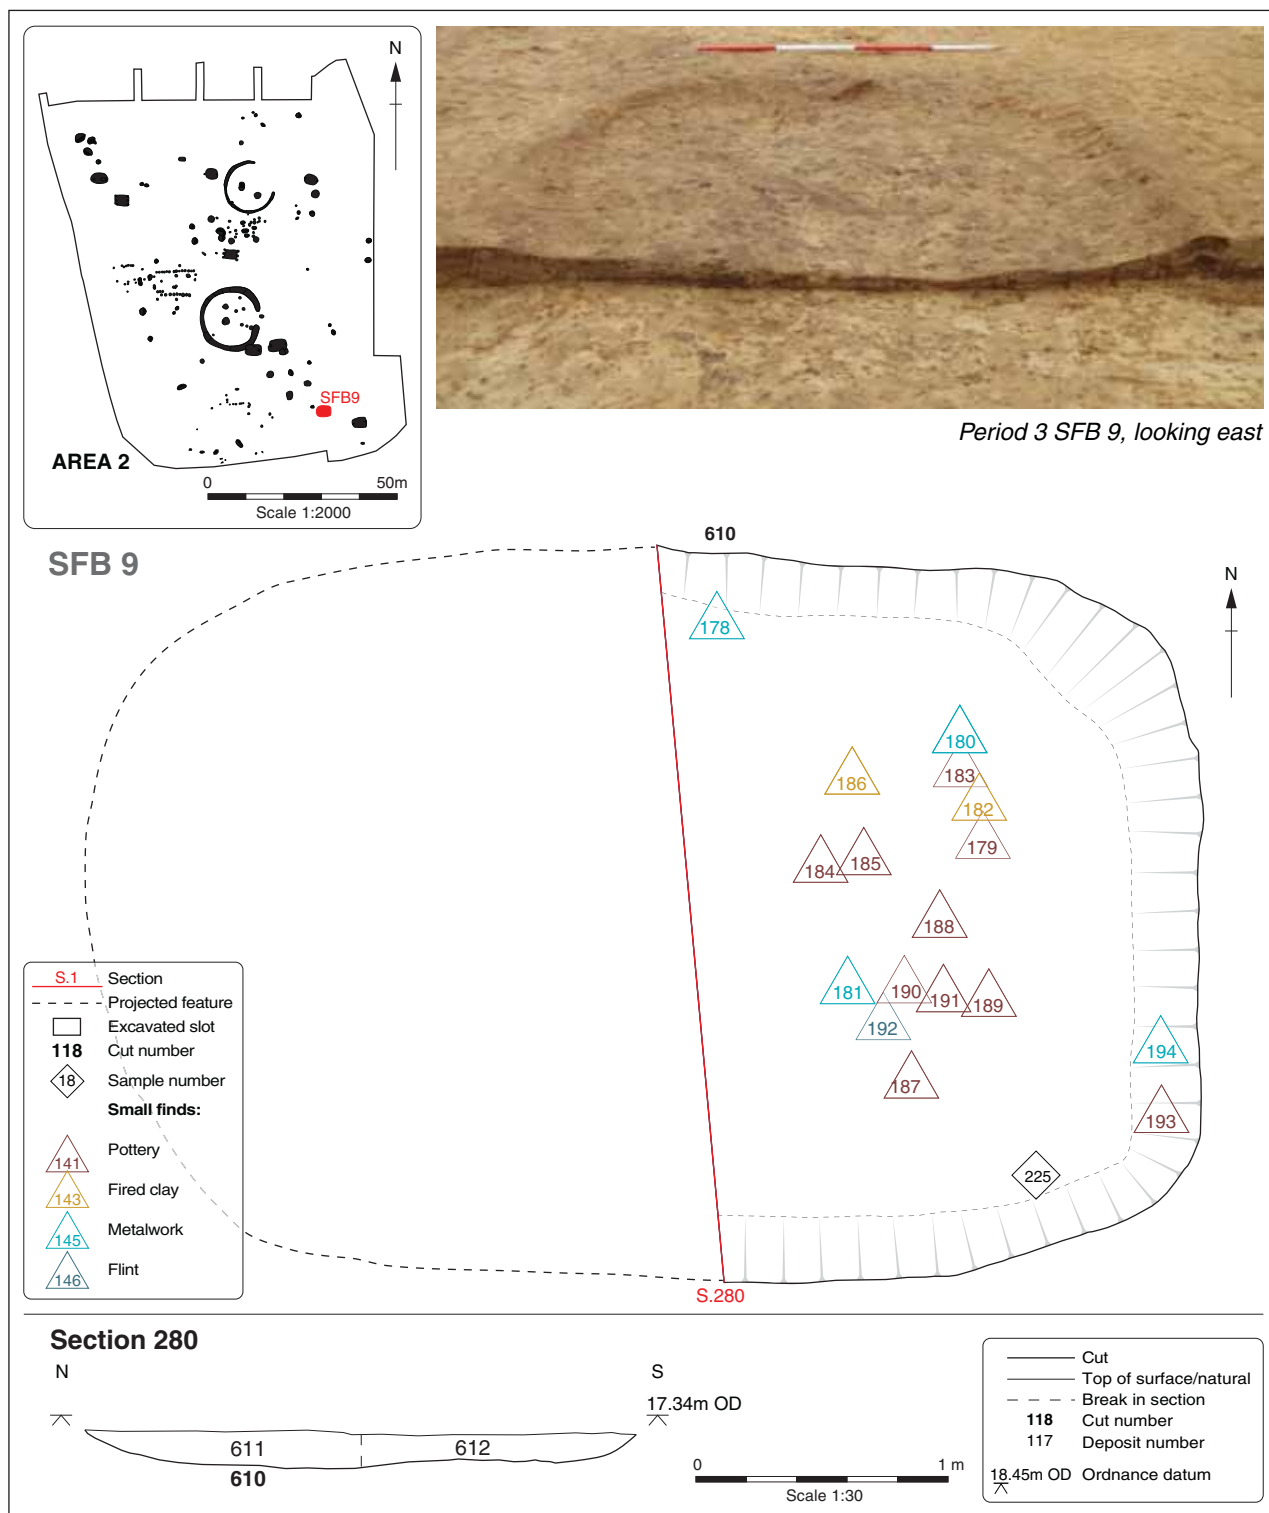 N
SFB9
AREA 2
0 50m
Scale 1:2000
Period 3 SFB 9, looking east
SFB 9
610
N
178
180
183
186
182
179
184
185
188
181
190
191
189
192
187
194
193
225
S.280
S.1 Section
Projected feature
Excavated slot
118 Cut number
18 Sample number
Small finds:
141 Pottery
143 Fired clay
145 Metalwork
146 Flint
Section 280
N S
17.34m OD
611 612
610
0 1 m
Scale 1:30
Cut
Top of surface/natural
Break in section
118 Cut number
117 Deposit number
18.45m OD Ordnance datum